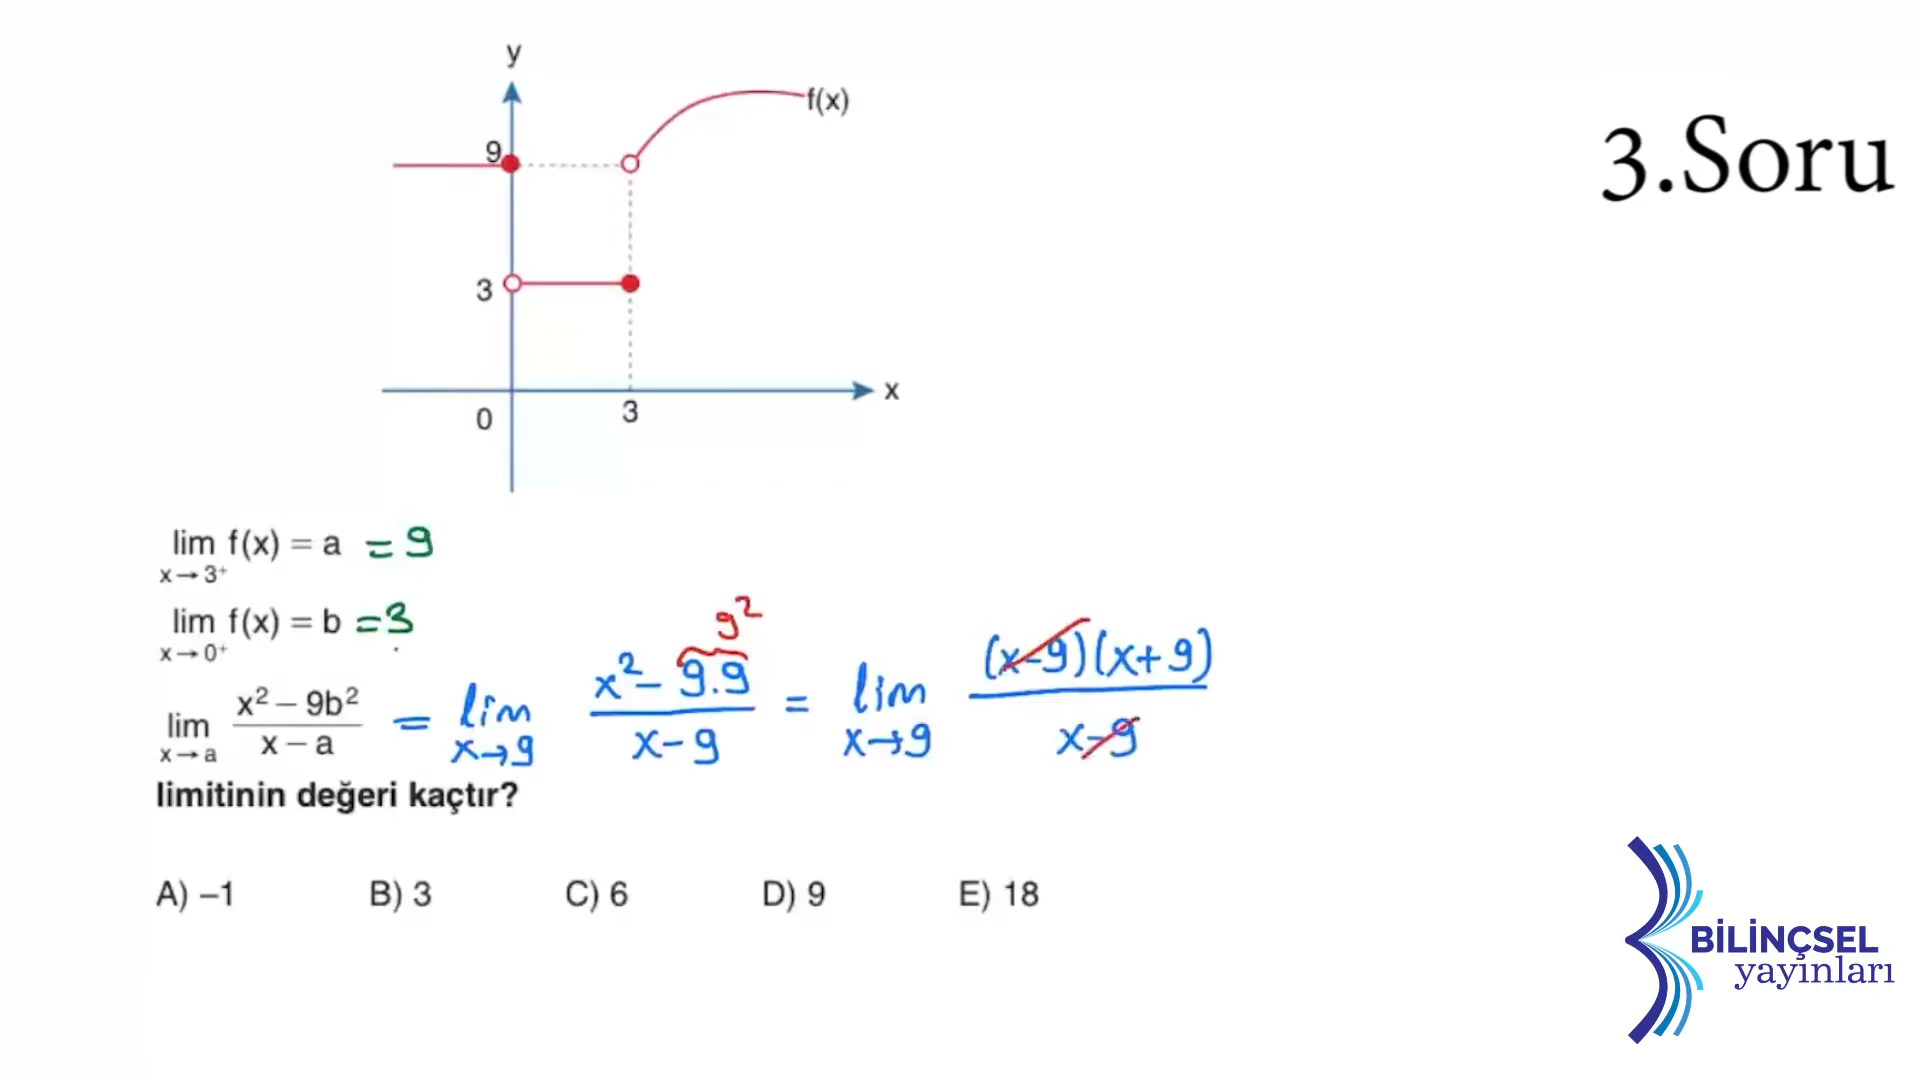 y
f(x)
9
3.Soru
3
x
0
3
lim f(x) = a = 9
x→3⁺
lim f(x) = b = 3
x→0⁺
lim x² – 9b² / x – a = lim x→9 x² – 9.9 / x – 9 = lim x→9 (x–9)(x+9) / x–9
9²
x→a
limitinin değeri kaçtır?
A) –1 B) 3 C) 6 D) 9 E) 18
BİLİNÇSEL
yayınları